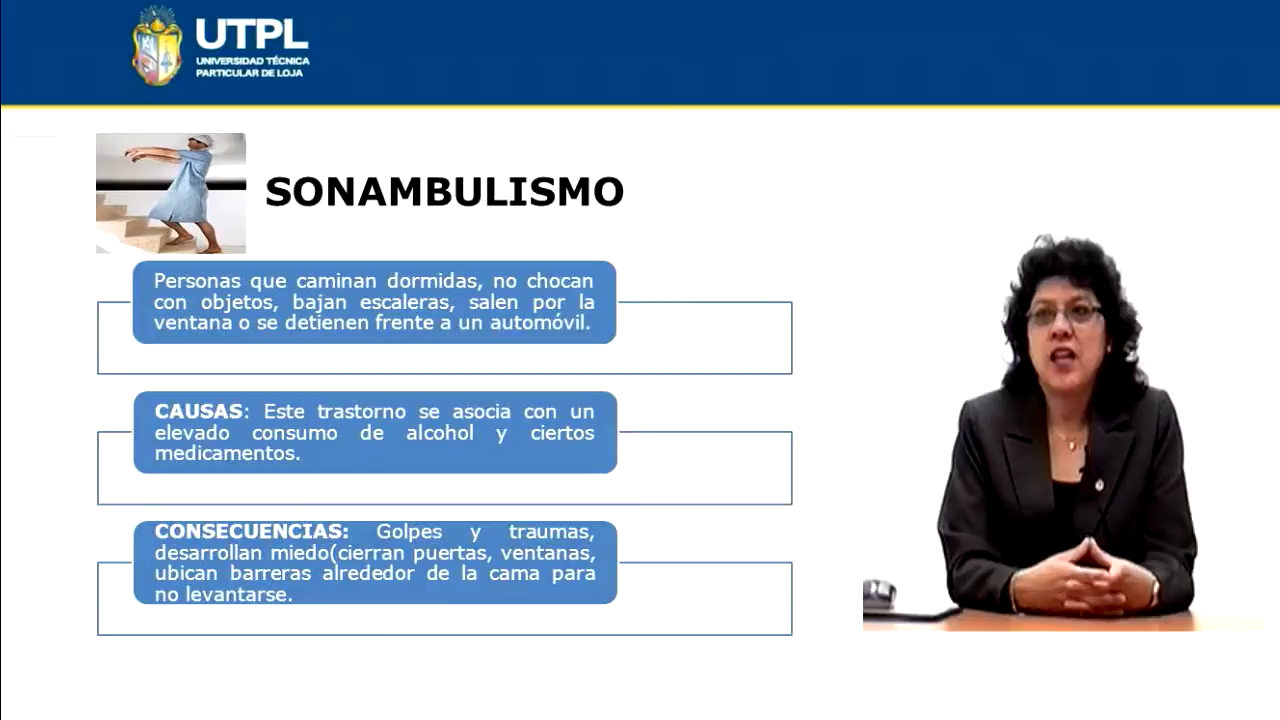 UTPL
UNIVERSIDAD TÉCNICA
PARTICULAR DE LOJA
SONAMBULISMO
Personas que caminan dormidas, no chocan
con objetos, bajan escaleras, salen por la
ventana o se detienen frente a un automóvil.
CAUSAS: Este trastorno se asocia con un
elevado consumo de alcohol y ciertos
medicamentos.
CONSECUENCIAS: Golpes y traumas,
desarrollan miedo(cierran puertas, ventanas,
ubican barreras alrededor de la cama para
no levantarse.